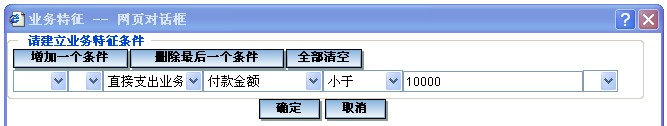 业务特征 -- 网页对话框
请建立业务特征条件
增加一个条件 删除最后一个条件 全部清空
直接支出业务 付款金额 小于 10000
确定 取消